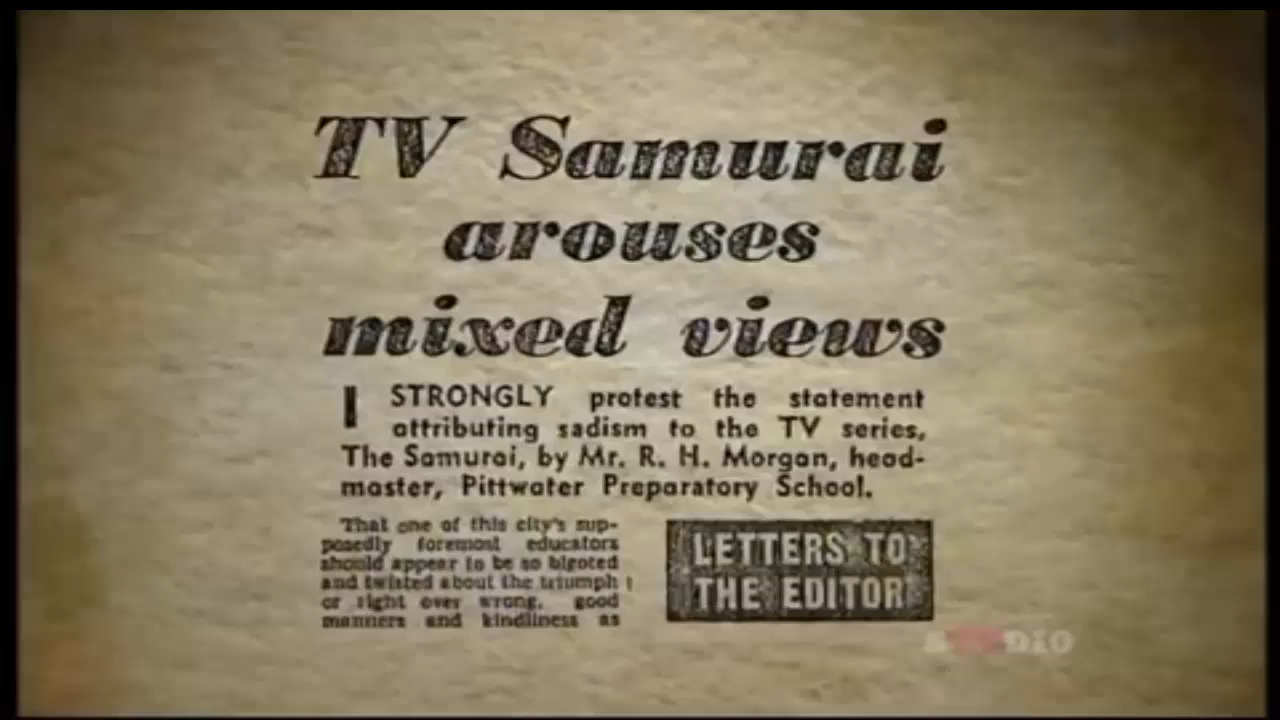 TV Samurai
arouses
mixed views
I STRONGLY protest the statement
attributing sadism to the TV series,
The Samurai, by Mr. R. H. Morgan, head-
master, Pittwater Preparatory School.
That one of this city's sup-
posedly foremost educators
should appear to be so bigoted
and twisted about the triumph
or right over wrong, good
manners and kindliness as
LETTERS TO
THE EDITOR